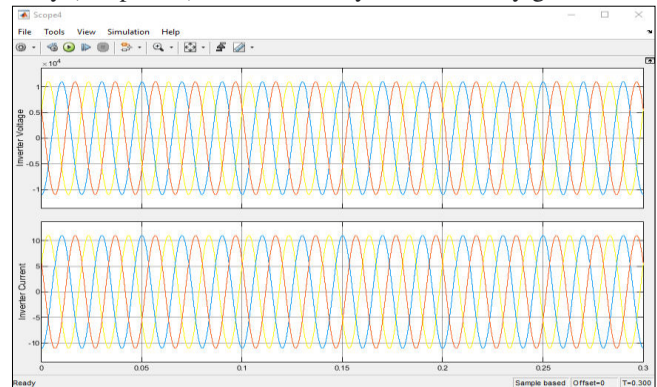 Scope4
File Tools View Simulation Help
×10⁴
1
0.5
0
-0.5
-1
Inverter Voltage
10
5
0
-5
-10
Inverter Current
0 0.05 0.1 0.15 0.2 0.25 0.3
Ready Sample based Offset=0 T=0.300